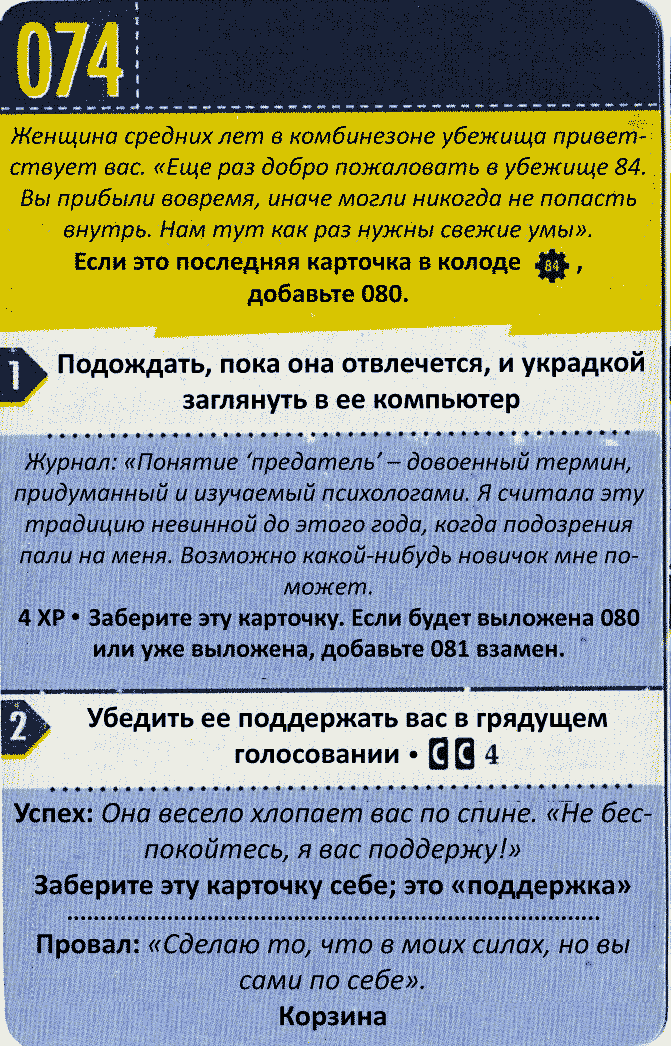 074
Женщина средних лет в комбинезоне убежища привет-
ствует вас. «Еще раз добро пожаловать в убежище 84.
Вы прибыли вовремя, иначе могли никогда не попасть
внутрь. Нам тут как раз нужны свежие умы».
Если это последняя карточка в колоде 84 ,
добавьте 080.
1 Подождать, пока она отвлечется, и украдкой
заглянуть в ее компьютер
Журнал: «Понятие ‘предатель’ – довоенный термин,
придуманный и изучаемый психологами. Я считала эту
традицию невинной до этого года, когда подозрения
пали на меня. Возможно какой-нибудь новичок мне по-
может.
4 XP • Заберите эту карточку. Если будет выложена 080
или уже выложена, добавьте 081 взамен.
2 Убедить ее поддержать вас в грядущем
голосовании • C C 4
Успех: Она весело хлопает вас по спине. «Не бес-
покойтесь, я вас поддержу!»
Заберите эту карточку себе; это «поддержка»
Провал: «Сделаю то, что в моих силах, но вы
сами по себе».
Корзина